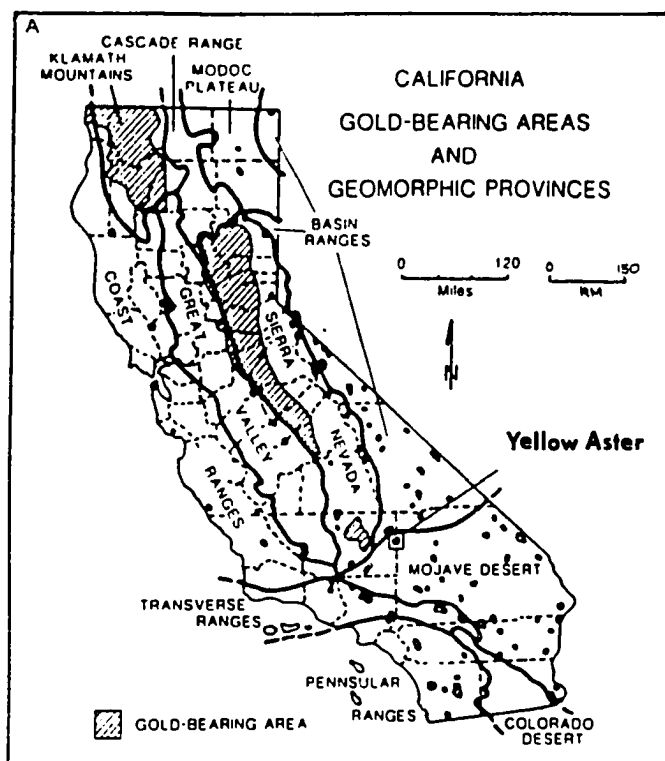 A
CASCADE RANGE
KLAMATH
MOUNTAINS
MODOC
PLATEAU
CALIFORNIA
GOLD-BEARING AREAS
AND
GEOMORPHIC PROVINCES
BASIN
RANGES
0 120
Miles
0 150
KM
N
COAST
RANGES
GREAT
VALLEY
SIERRA
NEVADA
Yellow Aster
MOJAVE DESERT
TRANSVERSE
RANGES
PENNSULAR
RANGES
COLORADO
DESERT
GOLD-BEARING AREA